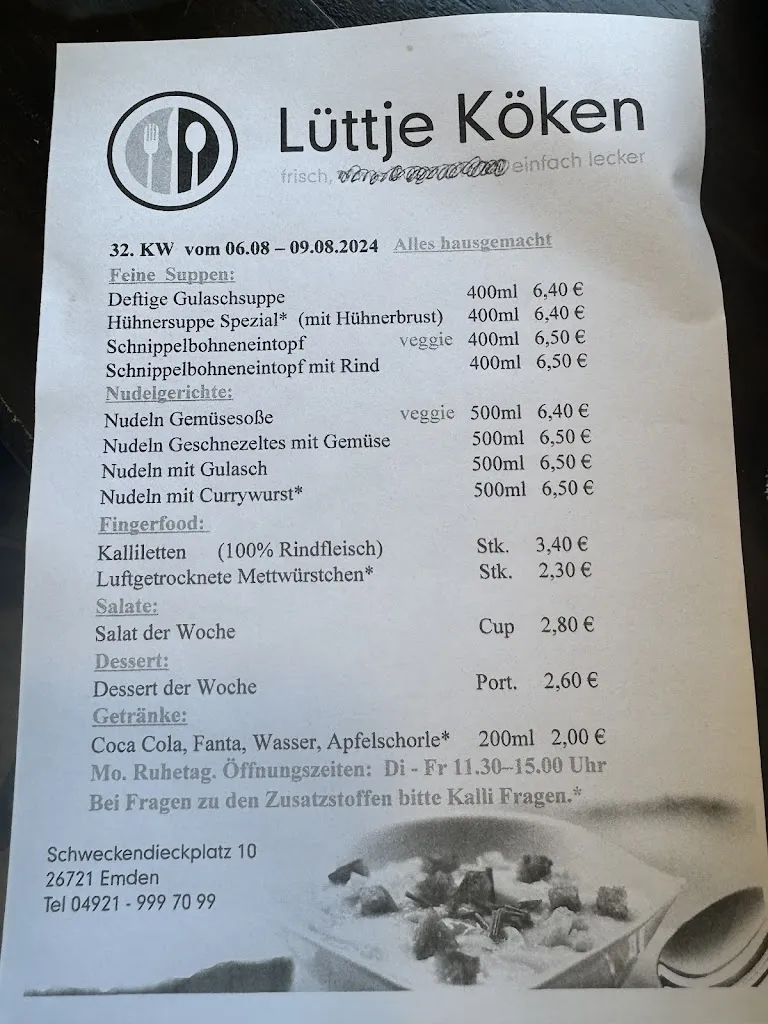 Lüttje Köken
frisch, einfach lecker
32. KW vom 06.08 – 09.08.2024 Alles hausgemacht
Feine Suppen:
Deftige Gulaschsuppe 400ml 6,40 €
Hühnersuppe Spezial* (mit Hühnerbrust) 400ml 6,40 €
Schnippelbohneneintopf veggie 400ml 6,50 €
Schnippelbohneneintopf mit Rind 400ml 6,50 €
Nudelgerichte:
Nudeln Gemüsesoße veggie 500ml 6,40 €
Nudeln Geschnezeltes mit Gemüse 500ml 6,50 €
Nudeln mit Gulasch 500ml 6,50 €
Nudeln mit Currywurst* 500ml 6,50 €
Fingerfood:
Kalliletten (100% Rindfleisch) Stk. 3,40 €
Luftgetrocknete Mettwürstchen* Stk. 2,30 €
Salate:
Salat der Woche Cup 2,80 €
Dessert:
Dessert der Woche Port. 2,60 €
Getränke:
Coca Cola, Fanta, Wasser, Apfelschorle* 200ml 2,00 €
Mo. Ruhetag. Öffnungszeiten: Di - Fr 11.30–15.00 Uhr
Bei Fragen zu den Zusatzstoffen bitte Kalli Fragen.*
Schweckendieckplatz 10
26721 Emden
Tel 04921 - 999 70 99